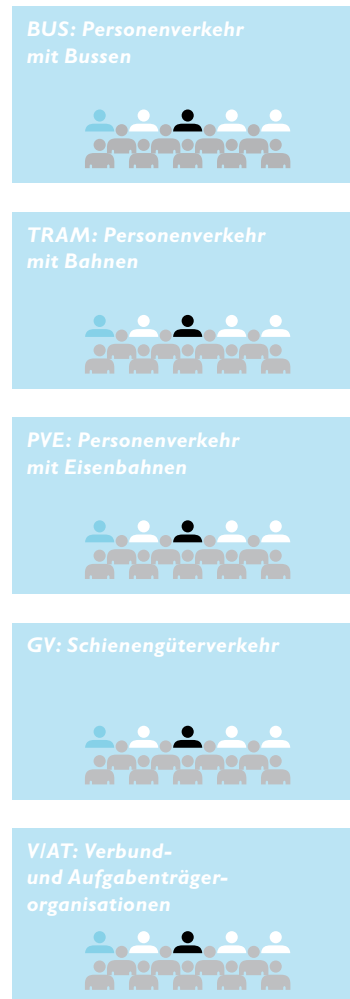 BUS: Personenverkehr
mit Bussen
TRAM: Personenverkehr
mit Bahnen
PVE: Personenverkehr
mit Eisenbahnen
GV: Schienengüterverkehr
V/AT: Verbund-
und Aufgabenträger-
organisationen